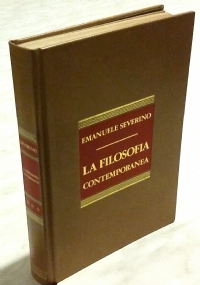 EMANUELE SEVERINO
LA FILOSOFIA
CONTEMPORANEA